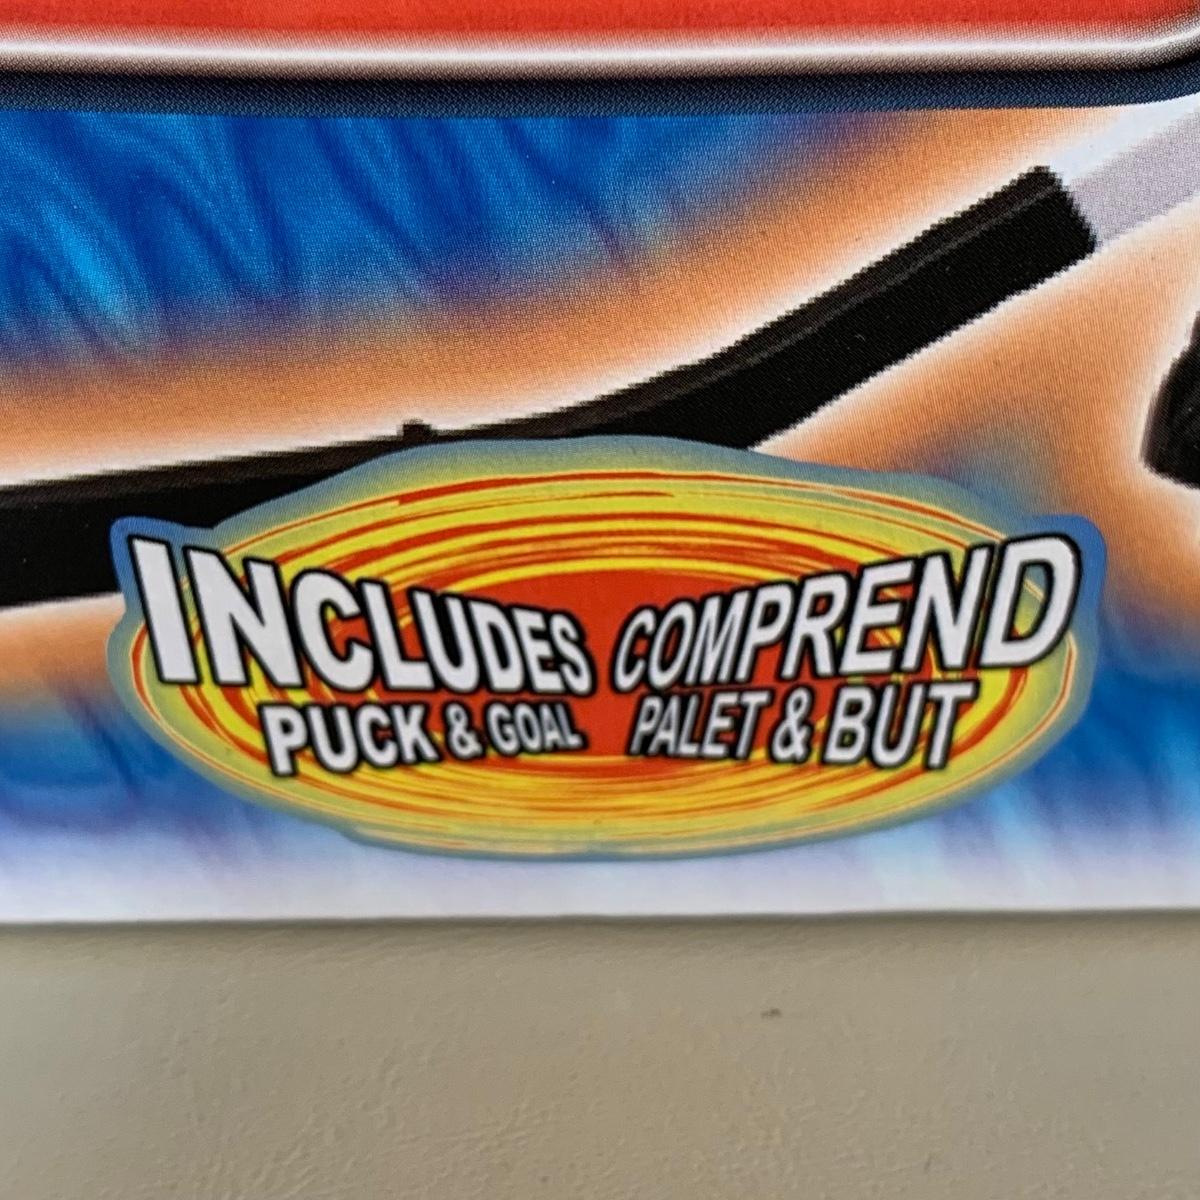 INCLUDES
PUCK & GOAL
COMPREND
PALET & BUT